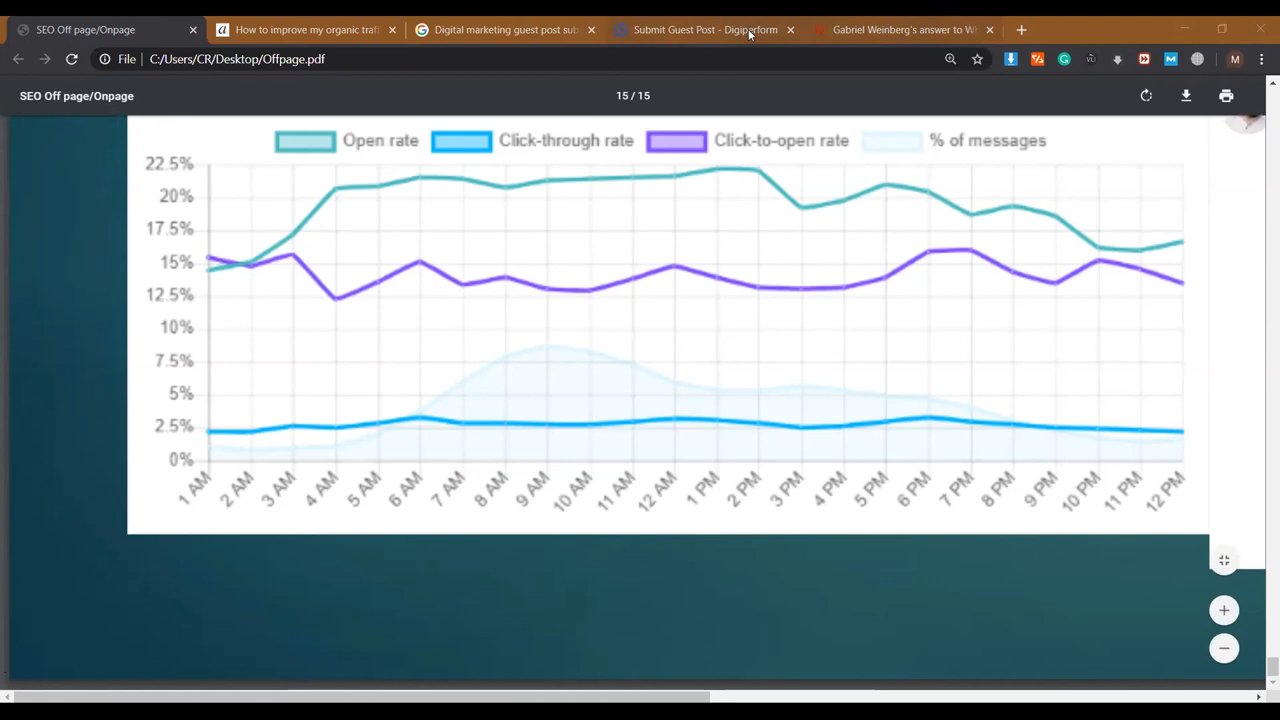 SEO Off page/Onpage
How to improve my organic traff
Digital marketing guest post sub
Submit Guest Post - Digiperform
Gabriel Weinberg's answer to Wh
File
C:/Users/CR/Desktop/Offpage.pdf
M
SEO Off page/Onpage
15 / 15
Open rate
Click-through rate
Click-to-open rate
% of messages
22.5%
20%
17.5%
15%
12.5%
10%
7.5%
5%
2.5%
0%
1 AM
2 AM
3 AM
4 AM
5 AM
6 AM
7 AM
8 AM
9 AM
10 AM
11 AM
12 AM
1 PM
2 PM
3 PM
4 PM
5 PM
6 PM
7 PM
8 PM
9 PM
10 PM
11 PM
12 PM